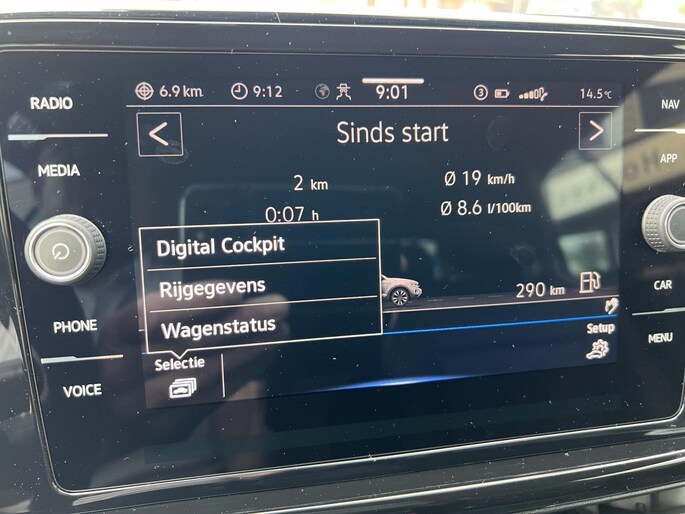 RADIO
MEDIA
PHONE
VOICE
6.9 km
9:12
9:01
3
14.5°C
Sinds start
2 km
Ø 19 km/h
0:07 h
Ø 8.6 l/100km
Digital Cockpit
Rijgegevens
Wagenstatus
290 km
Selectie
Setup
NAV
APP
CAR
MENU